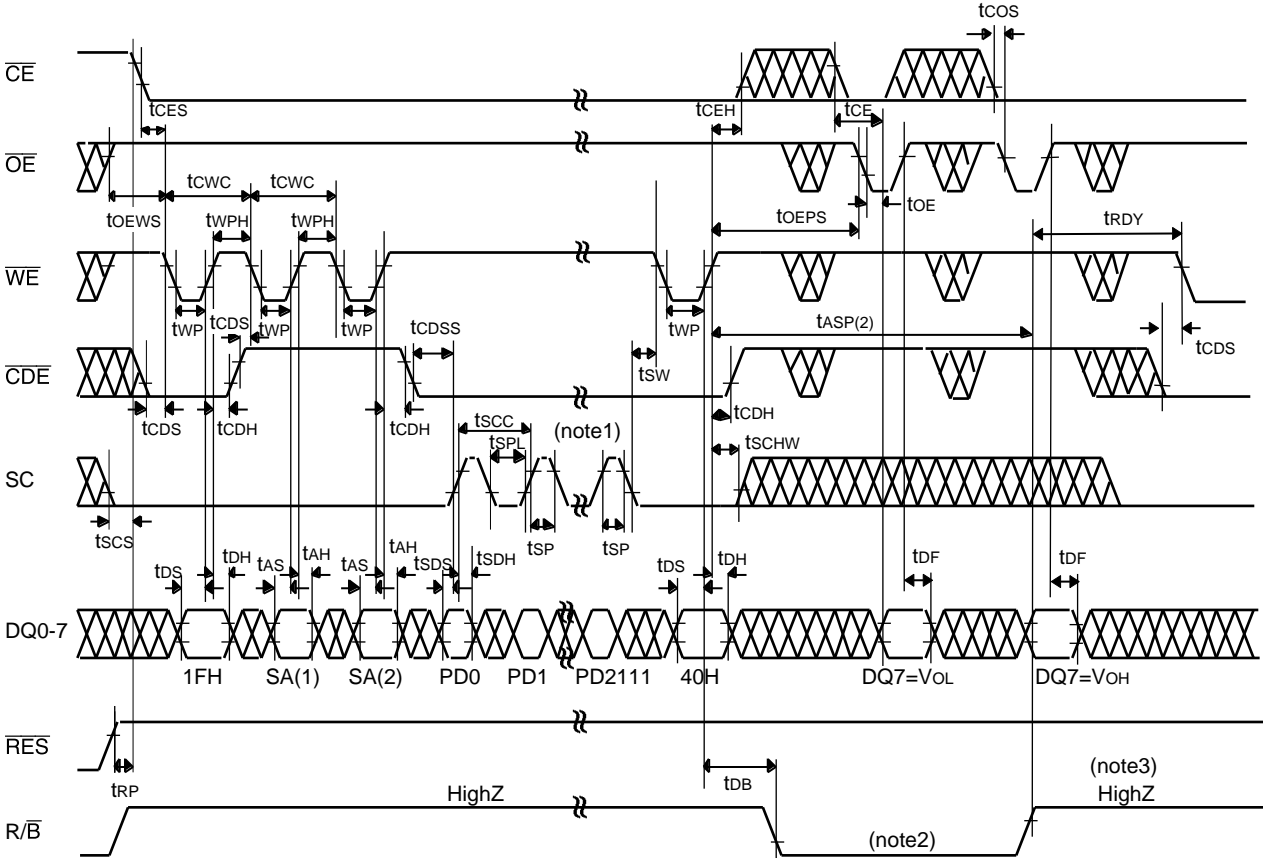 tCOS
CE
tCES
tCEH
tCE
OE
tCWC
tCWC
tOEWS
tWPH
tWPH
tOEPS
tOE
tRDY
WE
tWP
tCDS
tWP
tWP
tCDSS
tWP
tASP(2)
tSW
tCDS
CDE
tCDS
tCDH
tCDH
tSCC
(note1)
tCDH
tSPL
tSCHW
SC
tSCS
tSP
tSP
tDS
tDH
tAS
tAH
tAS
tAH
tSDS
tSDH
tDS
tDH
tDF
tDF
DQ0-7
1FH
SA(1)
SA(2)
PD0
PD1
PD2111
40H
DQ7=VOL
DQ7=VOH
RES
tRP
HighZ
tDB
(note3)
HighZ
R/B
(note2)